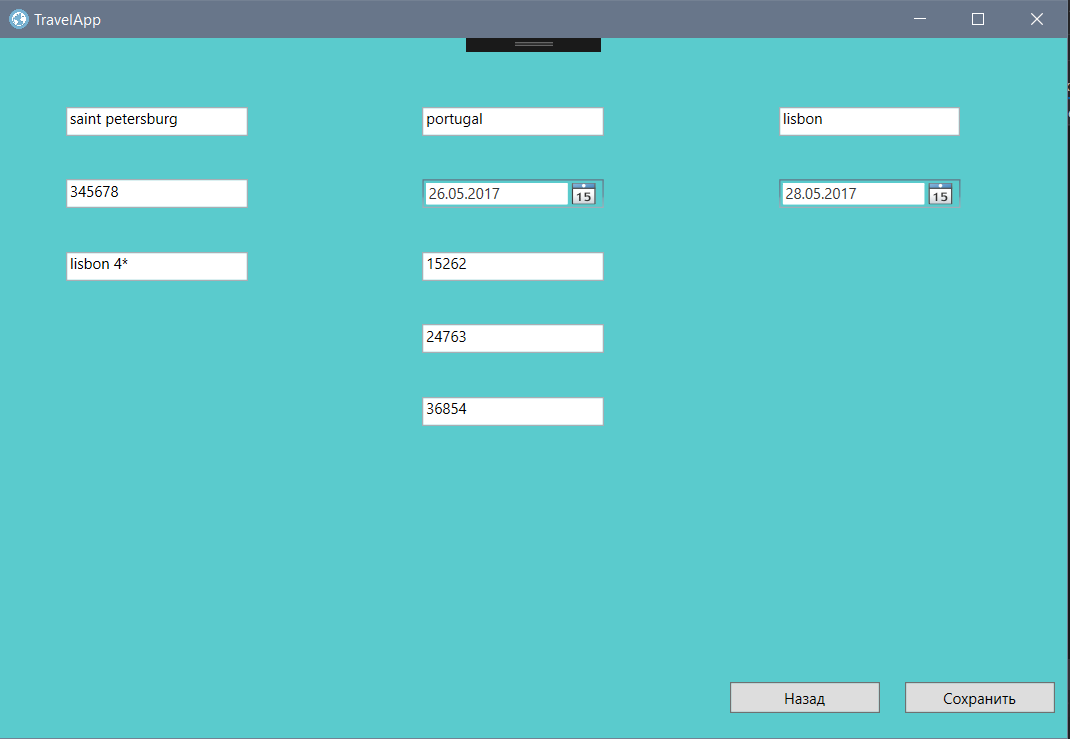 TravelApp
saint petersburg
portugal
lisbon
345678
26.05.2017
15
28.05.2017
15
lisbon 4*
15262
24763
36854
Назад
Сохранить